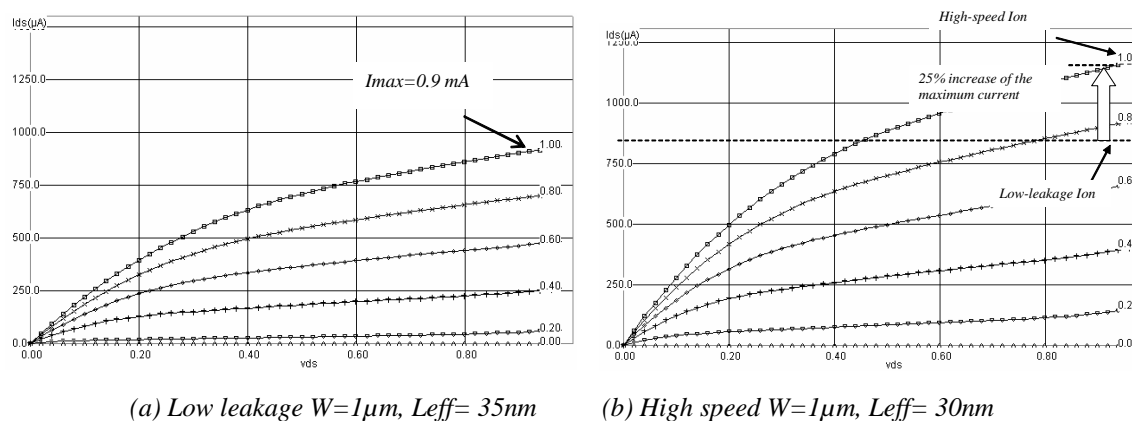 Ids(µA)
1250.0
1000.0
750.0
500.0
250.0
0.0
0.00 0.20 0.40 0.60 0.80
vds
Imax=0.9 mA
1.00
0.80
0.60
0.40
0.20
0.00
Ids(µA)
1250.0
1000.0
750.0
500.0
250.0
0.0
0.00 0.20 0.40 0.60 0.80
vds
High-speed Ion
25% increase of the
maximum current
Low-leakage Ion
1.0
0.8
0.6
0.4
0.2
0.0
(a) Low leakage W=1µm, Leff= 35nm
(b) High speed W=1µm, Leff= 30nm